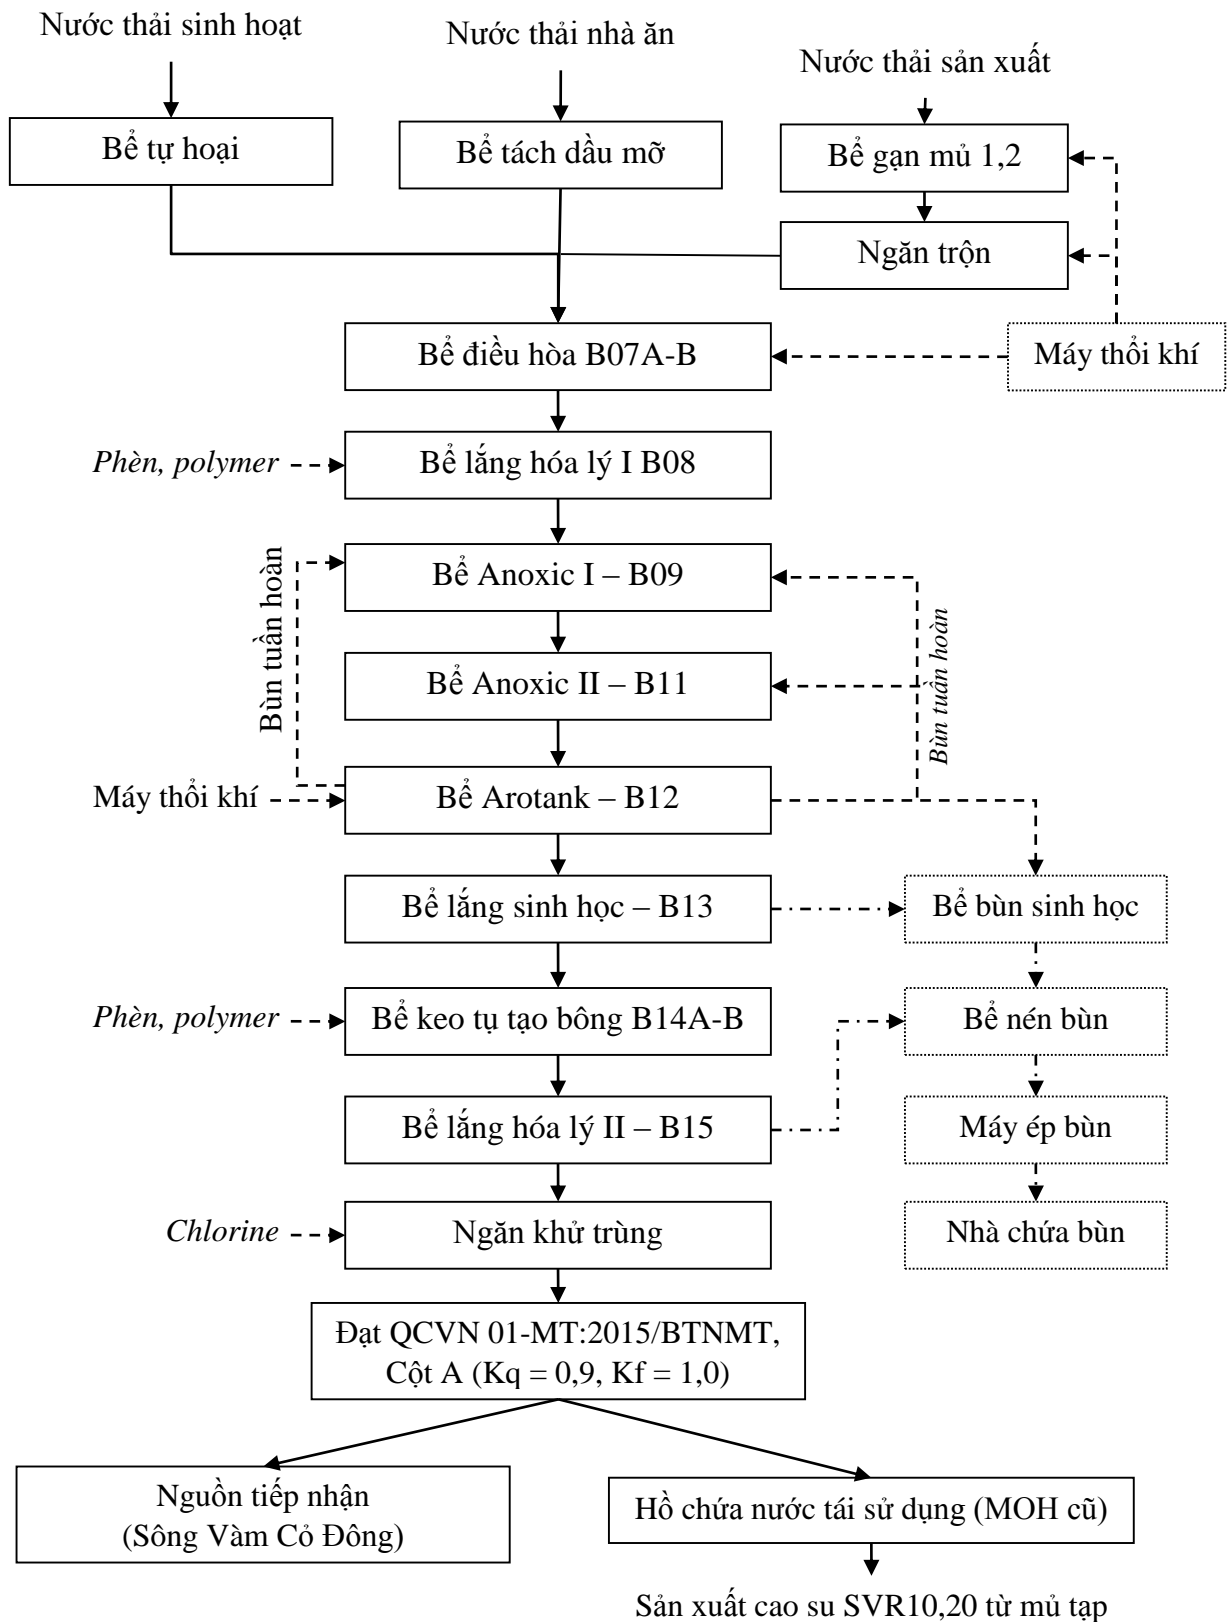 Nước thải sinh hoạt
Nước thải nhà ăn
Nước thải sản xuất
Bể tự hoại
Bể tách dầu mỡ
Bể gạn mủ 1,2
Ngăn trộn
Bể điều hòa B07A-B
Máy thổi khí
Phèn, polymer
Bể lắng hóa lý I B08
Bùn tuần hoàn
Bể Anoxic I – B09
Bể Anoxic II – B11
Bùn tuần hoàn
Máy thổi khí
Bể Arotank – B12
Bể lắng sinh học – B13
Bể bùn sinh học
Phèn, polymer
Bể keo tụ tạo bông B14A-B
Bể nén bùn
Bể lắng hóa lý II – B15
Máy ép bùn
Chlorine
Ngăn khử trùng
Nhà chứa bùn
Đạt QCVN 01-MT:2015/BTNMT,
Cột A (Kq = 0,9, Kf = 1,0)
Nguồn tiếp nhận
(Sông Vàm Cỏ Đông)
Hồ chứa nước tái sử dụng (MOH cũ)
Sản xuất cao su SVR10,20 từ mủ tạp